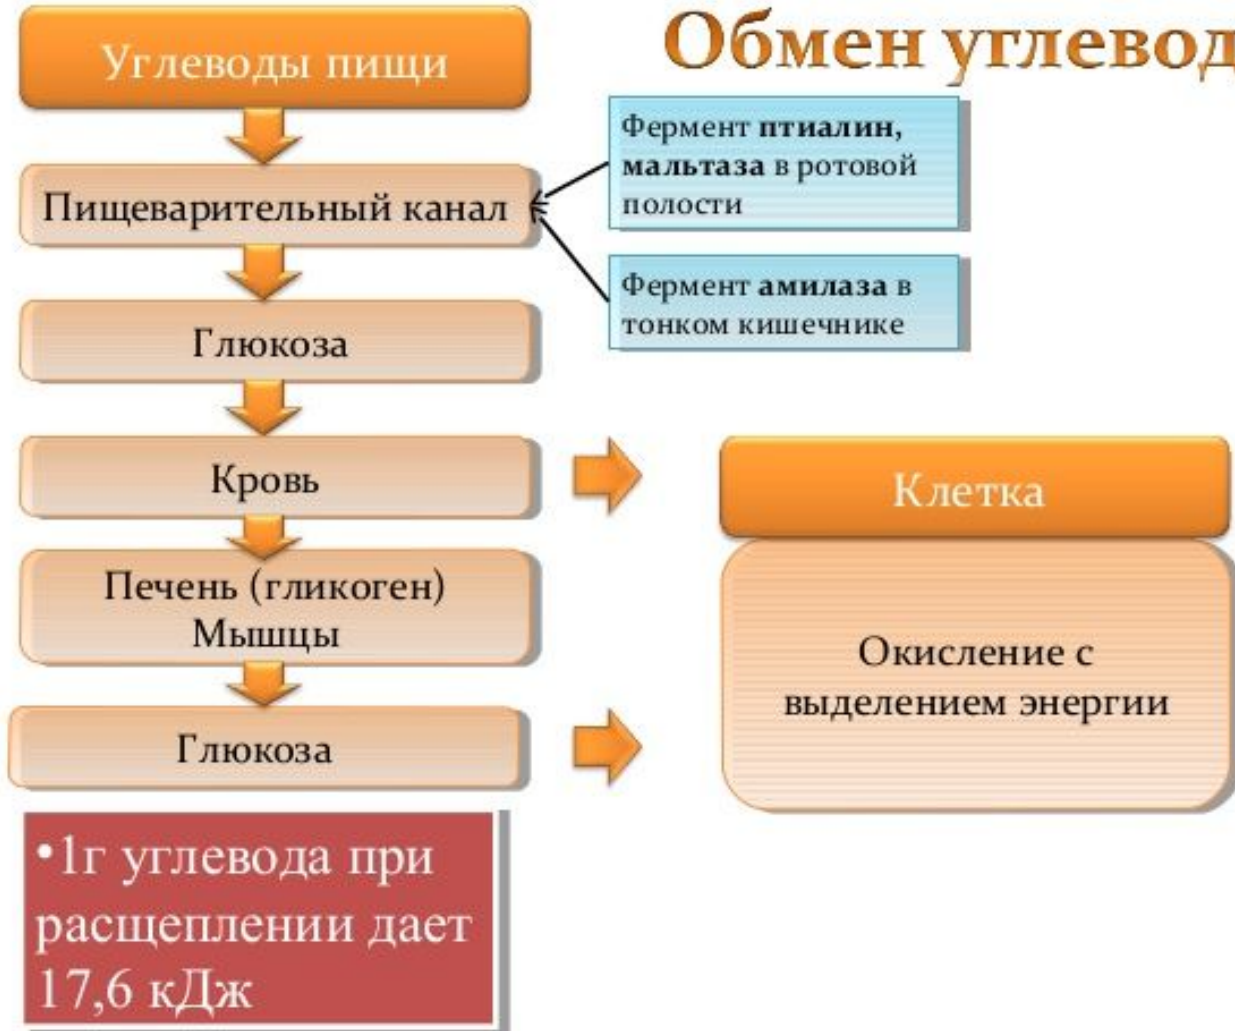 Обмен углевод
Углеводы пищи
Фермент птиалин,
мальтаза в ротовой
полости
Пищеварительный канал
Фермент амилаза в
тонком кишечнике
Глюкоза
Кровь
Клетка
Печень (гликоген)
Мышцы
Окисление с
выделением энергии
Глюкоза
•1г углевода при
расщеплении дает
17,6 кДж